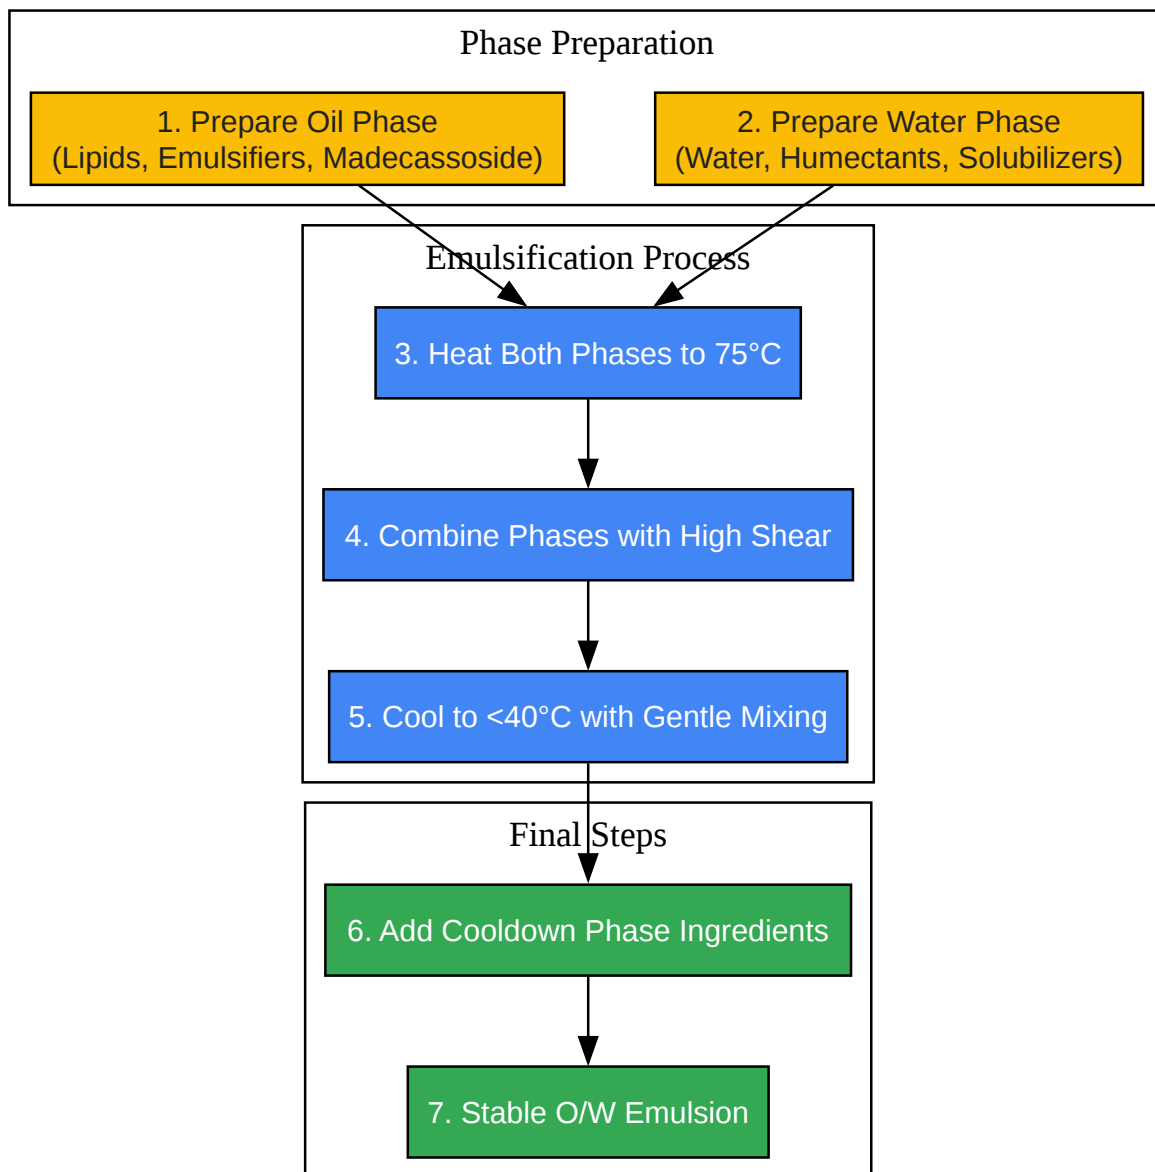 Phase Preparation
1. Prepare Oil Phase
(Lipids, Emulsifiers, Madecassoside)
2. Prepare Water Phase
(Water, Humectants, Solubilizers)
Emulsification Process
3. Heat Both Phases to 75°C
4. Combine Phases with High Shear
5. Cool to <40°C with Gentle Mixing
Final Steps
6. Add Cooldown Phase Ingredients
7. Stable O/W Emulsion